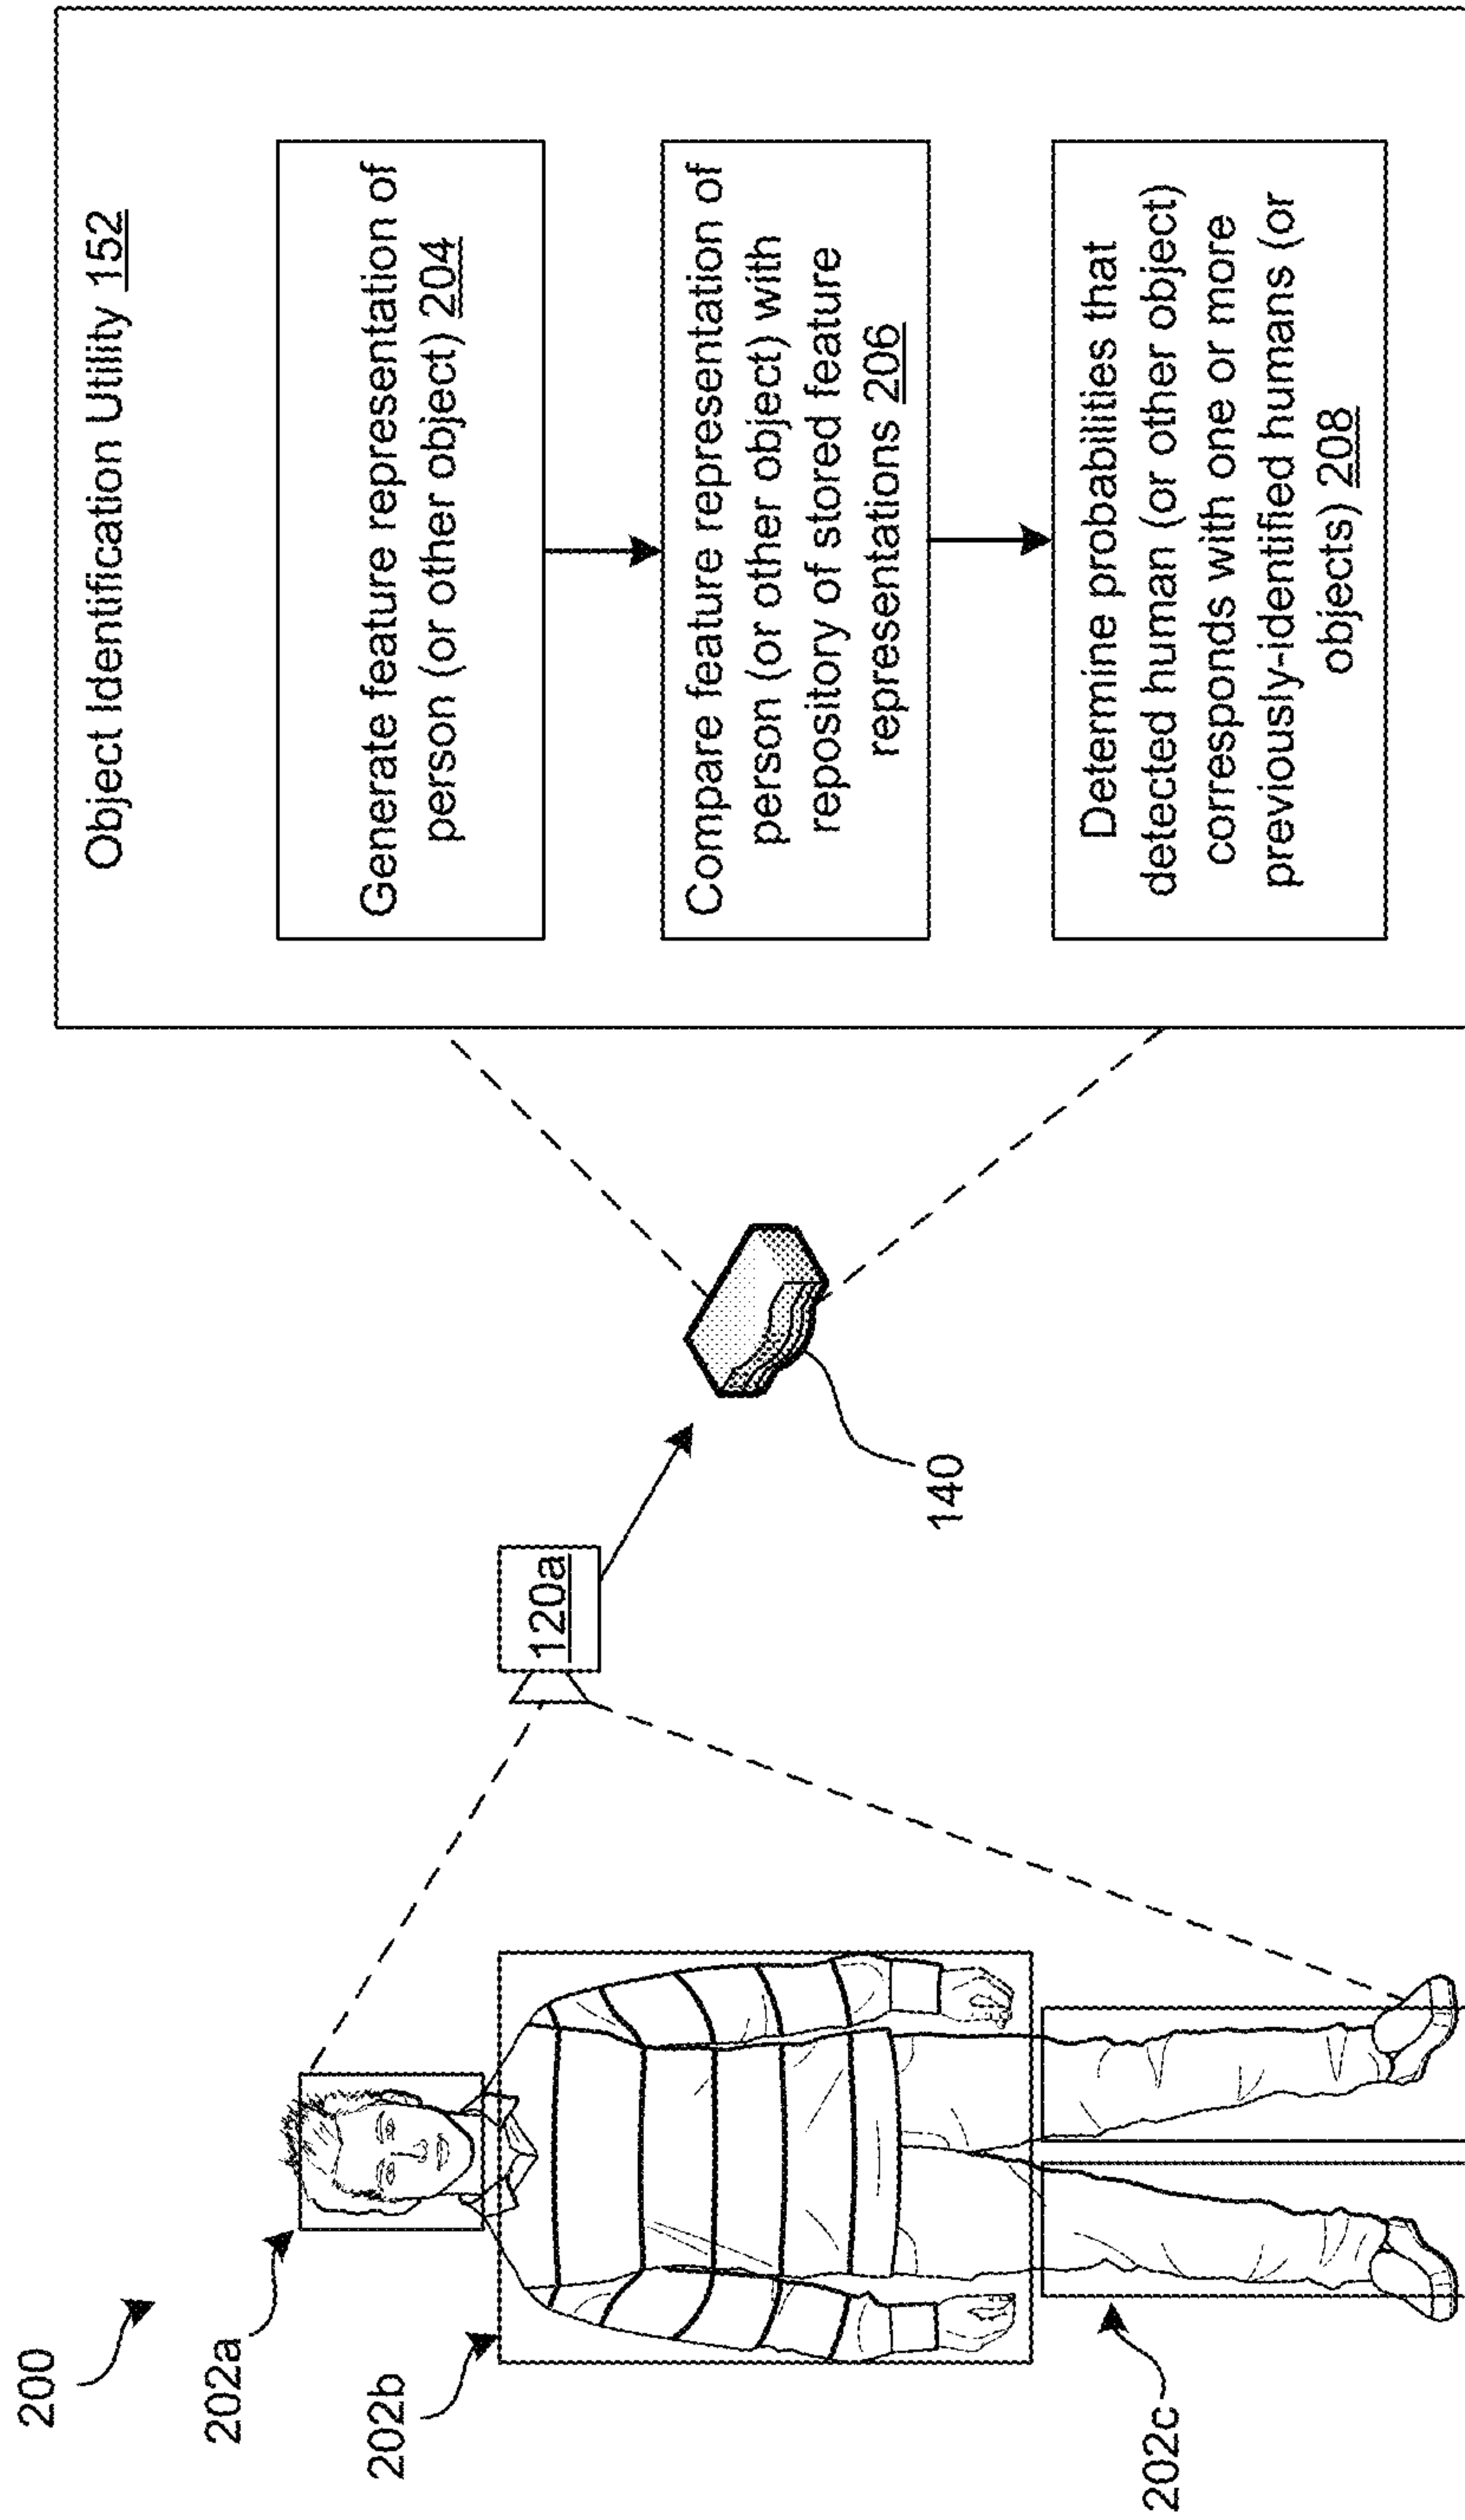 200
202a
202b
202c
120a
140
Object Identification Utility 152
Generate feature representation of
person (or other object) 204
Compare feature representation of
person (or other object) with
repository of stored feature
representations 206
Determine probabilities that
detected human (or other object)
corresponds with one or more
previously-identified humans (or
objects) 208